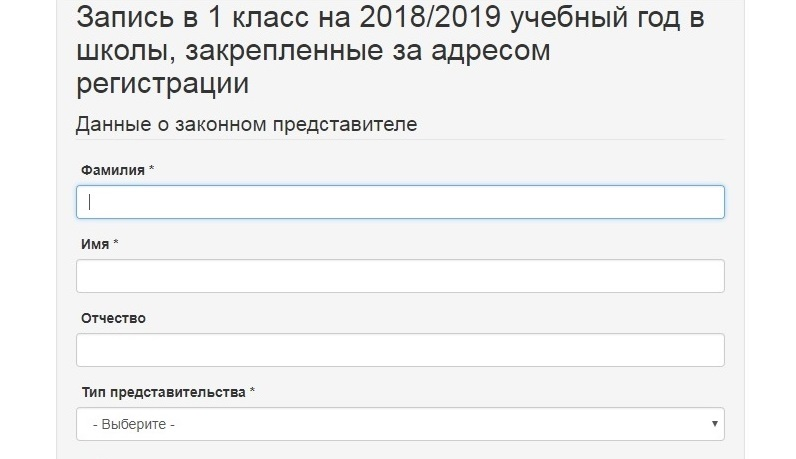 Запись в 1 класс на 2018/2019 учебный год в
школы, закрепленные за адресом
регистрации
Данные о законном представителе
Фамилия *
Имя *
Отчество
Тип представительства *
- Выберите -